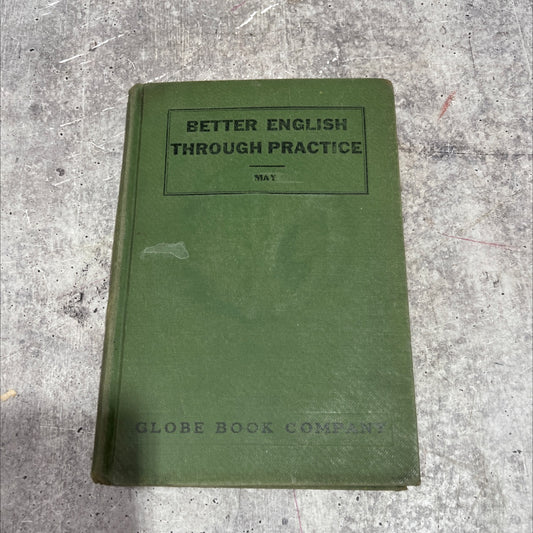 BETTER ENGLISH
THROUGH PRACTICE
MAY
GLOBE BOOK COMPANY